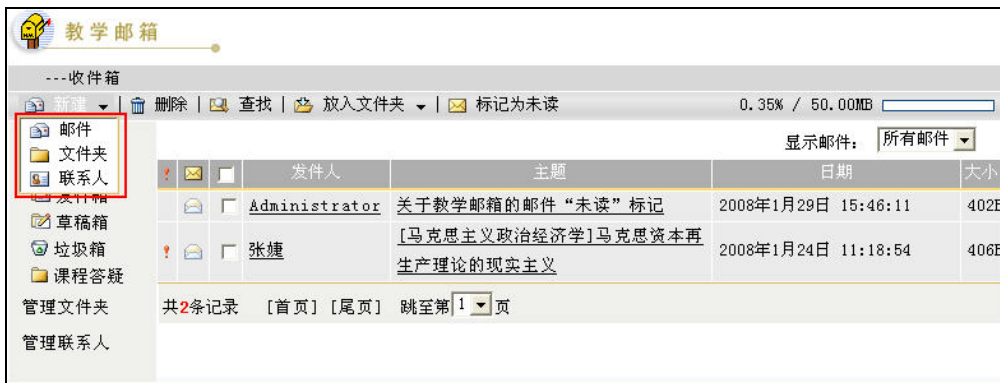 教学邮箱
---收件箱
新建 删除 | 查找 | 放入文件夹 | 标记为未读 0.35% / 50.00MB
邮件
文件夹
联系人
显示邮件： 所有邮件
发件人 主题 日期 大小
Administrator 关于教学邮箱的邮件“未读”标记 2008年1月29日 15:46:11 402B
发件箱
草稿箱
垃圾箱
课程答疑
张婕 [马克思主义政治经济学]马克思资本再
生产理论的现实主义 2008年1月24日 11:18:54 406B
管理文件夹
共2条记录 [首页] [尾页] 跳至第 1 页
管理联系人